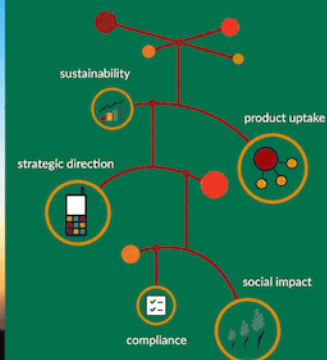 sustainability
product uptake
strategic direction
social impact
compliance